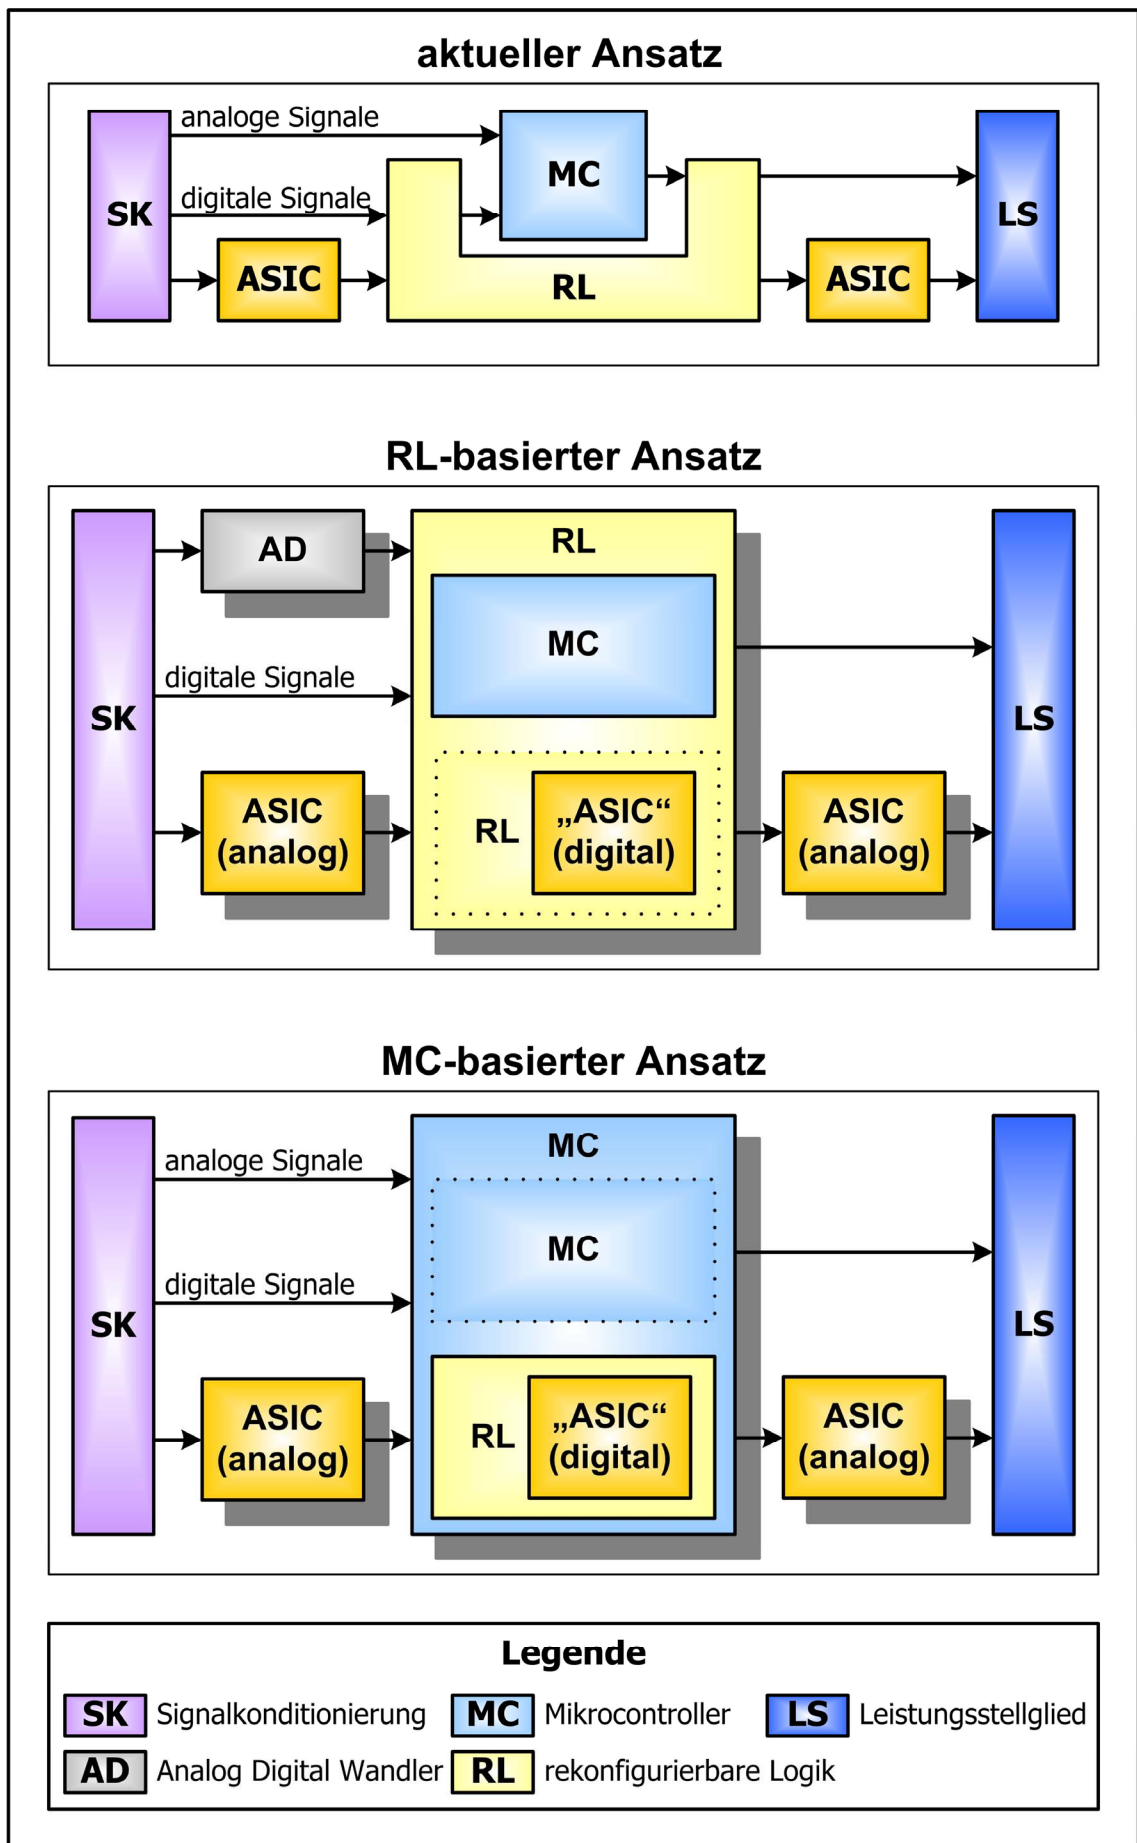 aktueller Ansatz
analoge Signale
MC
digitale Signale
SK
LS
ASIC
RL
ASIC
RL-basierter Ansatz
AD
RL
MC
digitale Signale
SK
LS
ASIC
(analog)
RL
„ASIC“
(digital)
ASIC
(analog)
MC-basierter Ansatz
MC
analoge Signale
MC
digitale Signale
SK
LS
ASIC
(analog)
RL
„ASIC“
(digital)
ASIC
(analog)
Legende
SK Signalkonditionierung MC Mikrocontroller LS Leistungsstellglied
AD Analog Digital Wandler RL rekonfigurierbare Logik